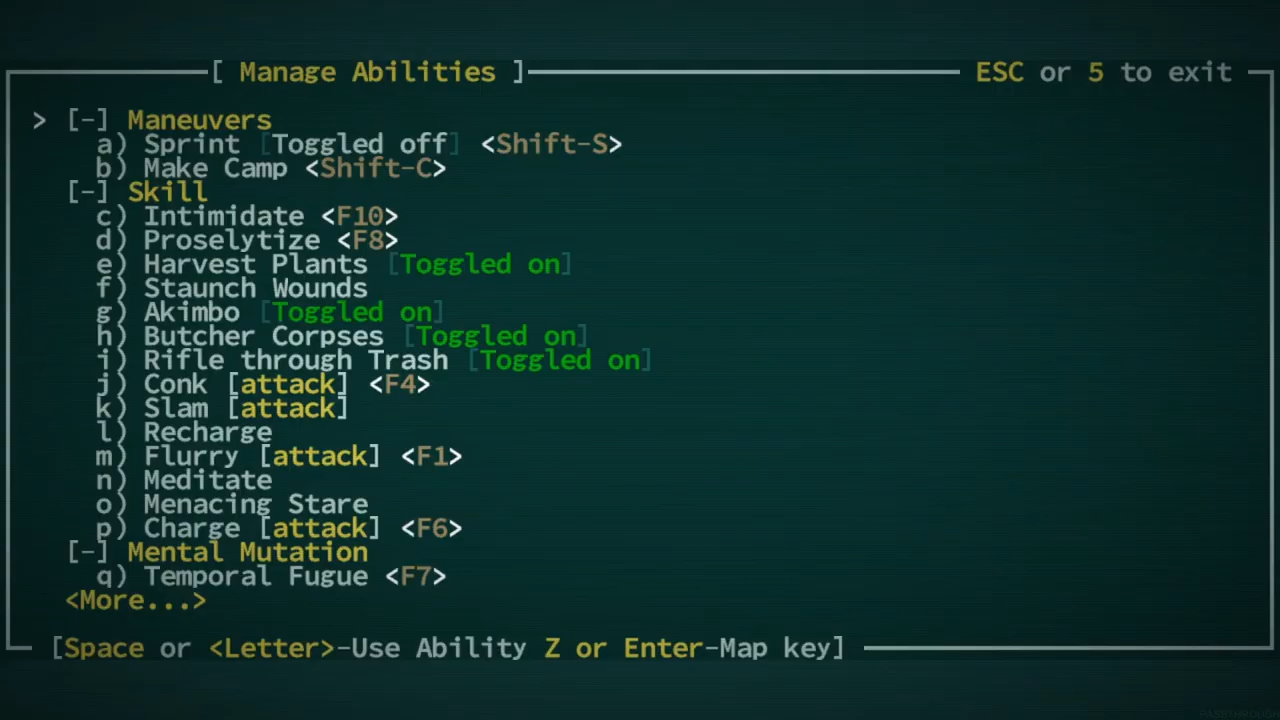 [ Manage Abilities ] ESC or 5 to exit
> [-] Maneuvers
a) Sprint [Toggled off] <Shift-S>
b) Make Camp <Shift-C>
[-] Skill
c) Intimidate <F10>
d) Proselytize <F8>
e) Harvest Plants [Toggled on]
f) Staunch Wounds
g) Akimbo [Toggled on]
h) Butcher Corpses [Toggled on]
i) Rifle through Trash [Toggled on]
j) Conk [attack] <F4>
k) Slam [attack]
l) Recharge
m) Flurry [attack] <F1>
n) Meditate
o) Menacing Stare
p) Charge [attack] <F6>
[-] Mental Mutation
q) Temporal Fugue <F7>
<More...>
[Space or <Letter>-Use Ability Z or Enter-Map key]